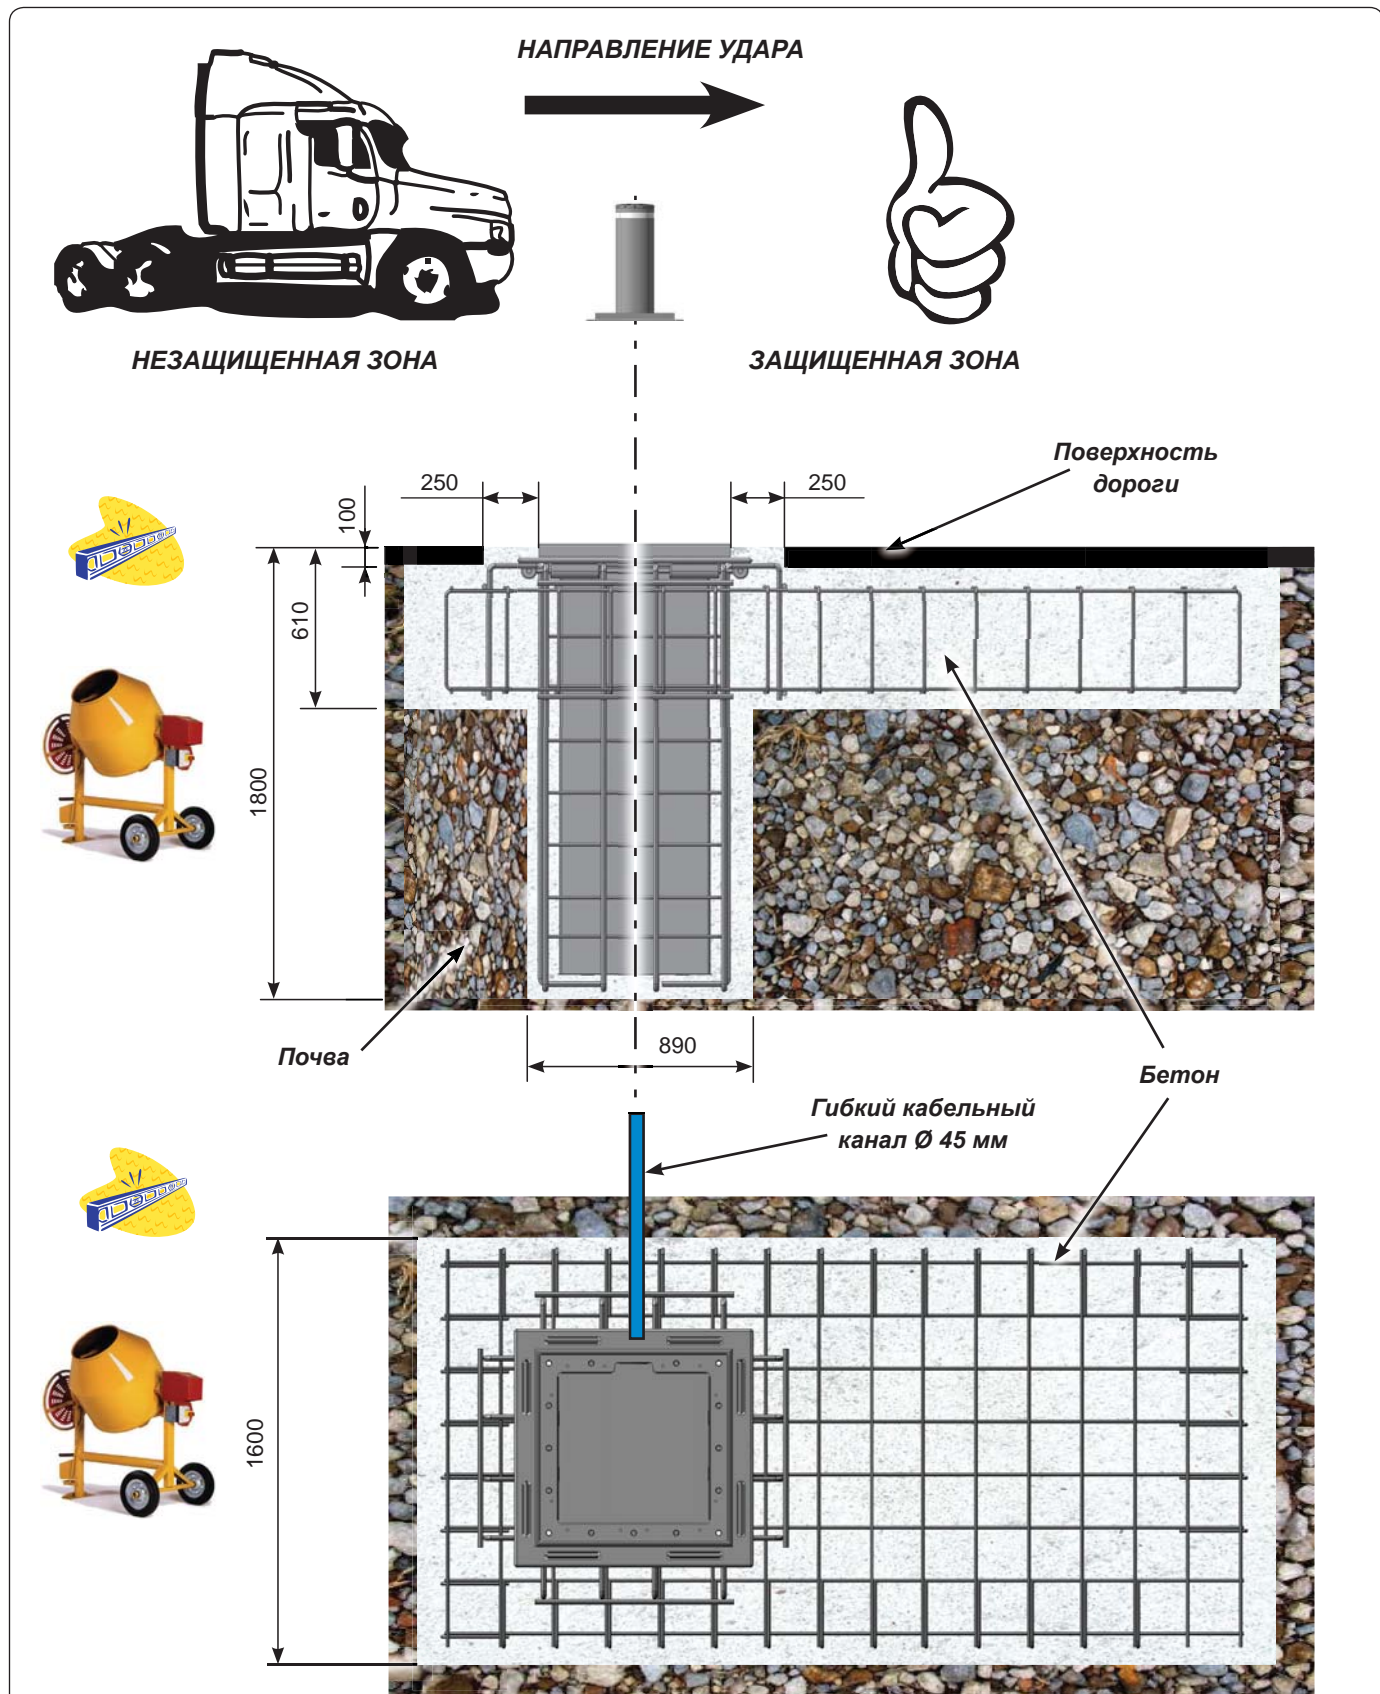 НАПРАВЛЕНИЕ УДАРА
НЕЗАЩИЩЕННАЯ ЗОНА
ЗАЩИЩЕННАЯ ЗОНА
Поверхность
дороги
250
250
100
610
1800
890
Почва
Бетон
Гибкий кабельный
канал Ø 45 мм
1600